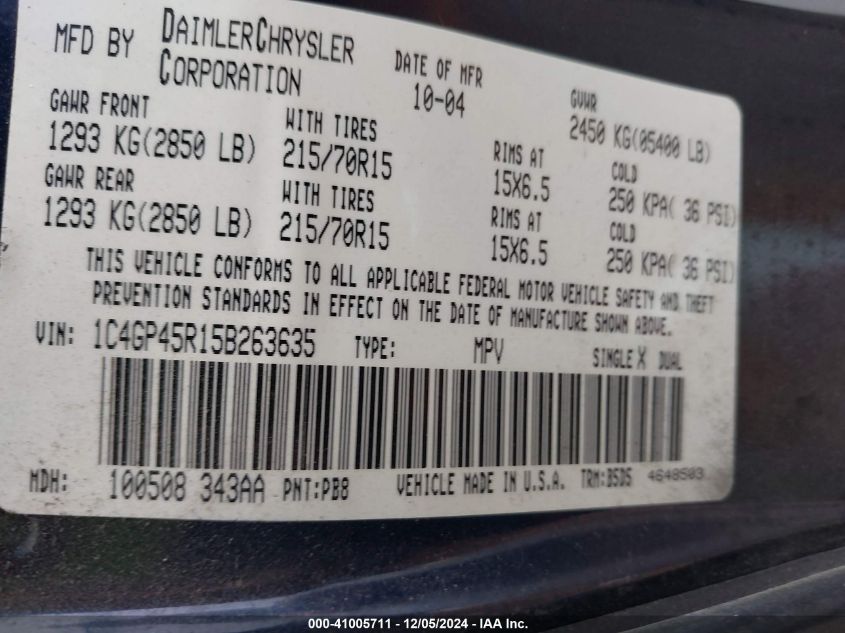 MFD BY DAIMLERCHRYSLER CORPORATION DATE OF MFR 10-04 GVWR 2450 KG(05400 LB)
GAWR FRONT
1293 KG(2850 LB) WITH TIRES 215/70R15 RIMS AT 15X6.5 COLD 250 KPA( 36 PSI)
GAWR REAR
1293 KG(2850 LB) WITH TIRES 215/70R15 RIMS AT 15X6.5 COLD 250 KPA( 36 PSI)
THIS VEHICLE CONFORMS TO ALL APPLICABLE FEDERAL MOTOR VEHICLE SAFETY AND THEFT
PREVENTION STANDARDS IN EFFECT ON THE DATE OF MANUFACTURE SHOWN ABOVE.
VIN: 1C4GP45R15B263635 TYPE: MPV SINGLE X DUAL
MDH: 100508 343AA PNT:PB8 VEHICLE MADE IN U.S.A. TRM:BSD5 4648503
000-41005711 - 12/05/2024 - IAA Inc.